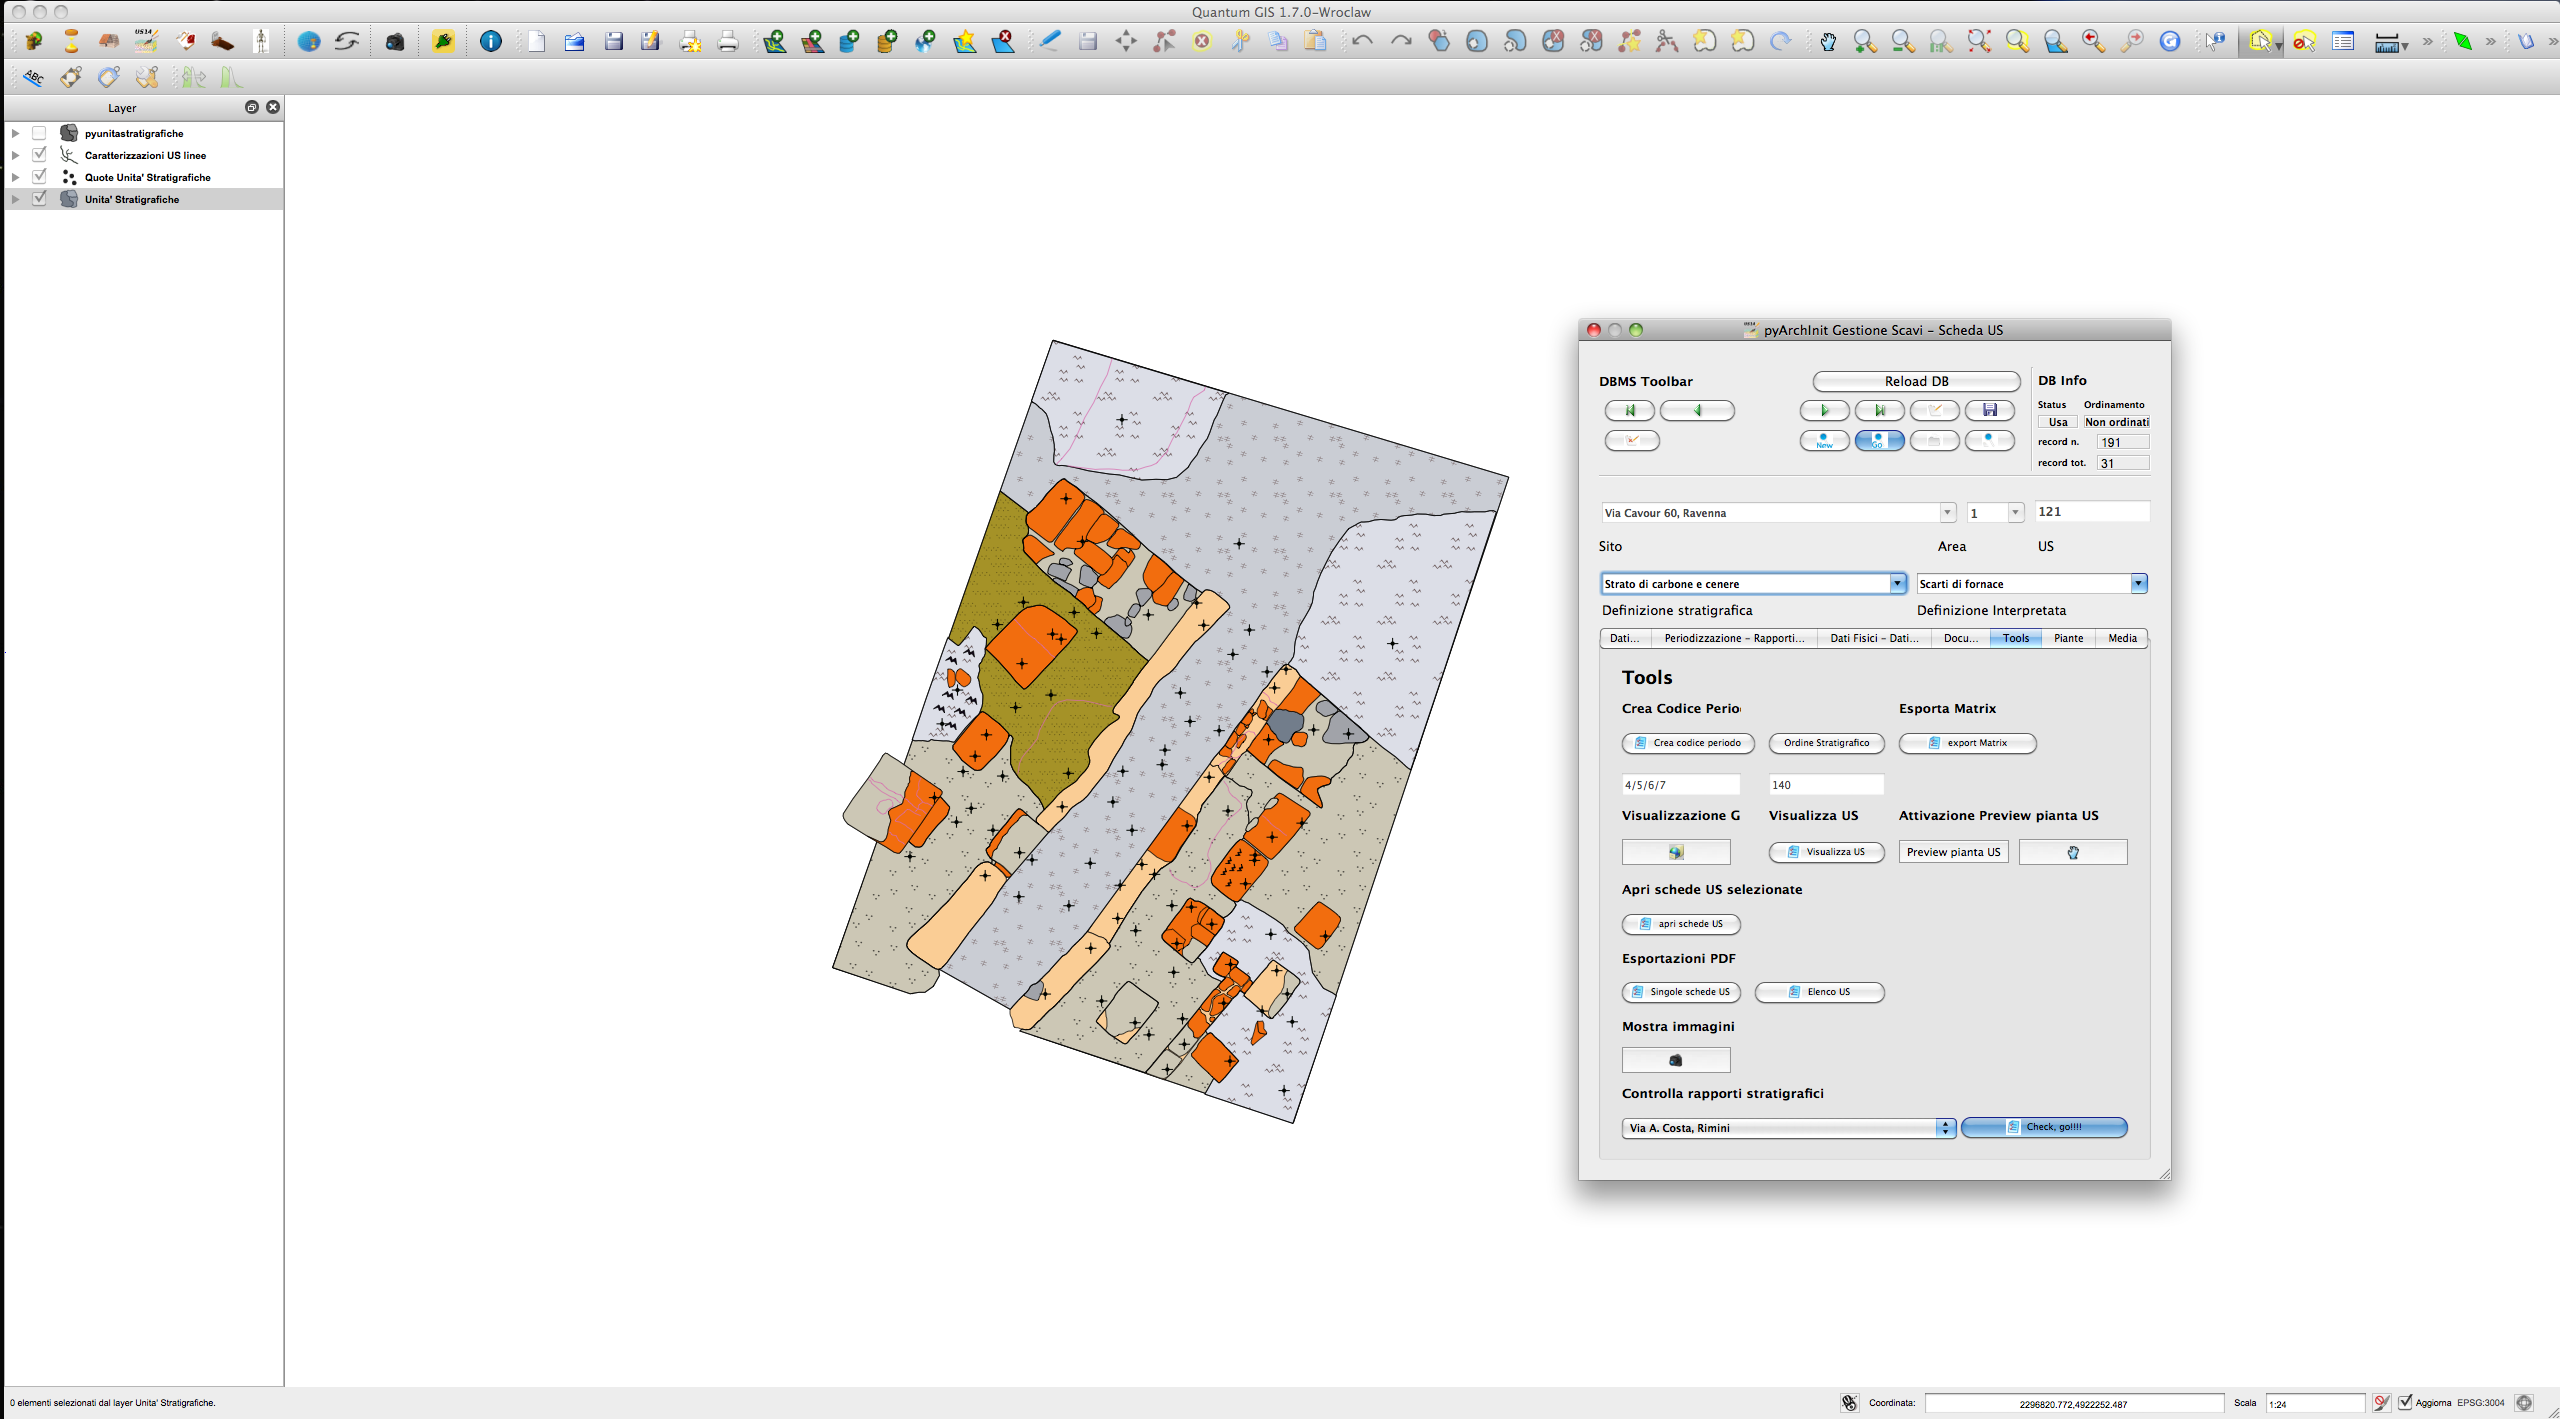 Quantum GIS 1.7.0-Wroclaw
US14
ABC
Layer
pyunitastratigrafiche
Caratterizzazioni US linee
Quote Unita' Stratigrafiche
Unita' Stratigrafiche
pyArchInit Gestione Scavi - Scheda US
DBMS Toolbar
Reload DB
DB Info
Status Ordinamento
Usa Non ordinati
New Go
record n. 191
record tot. 31
Via Cavour 60, Ravenna 1 121
Sito Area US
Strato di carbone e cenere Scarti di fornace
Definizione stratigrafica Definizione Interpretata
Dati... Periodizzazione - Rapporti... Dati Fisici - Dati... Docu... Tools Piante Media
Tools
Crea Codice Perio Esporta Matrix
Crea codice periodo Ordine Stratigrafico export Matrix
4/5/6/7 140
Visualizzazione G Visualizza US Attivazione Preview pianta US
Visualizza US Preview pianta US
Apri schede US selezionate
apri schede US
Esportazioni PDF
Singole schede US Elenco US
Mostra immagini
Controlla rapporti stratigrafici
Via A. Costa, Rimini Check, go!!!!
0 elementi selezionati dal layer Unita' Stratigrafiche.
Coordinata: 2296820.772,4922252.487 Scala 1:24 Aggiorna EPSG:3004